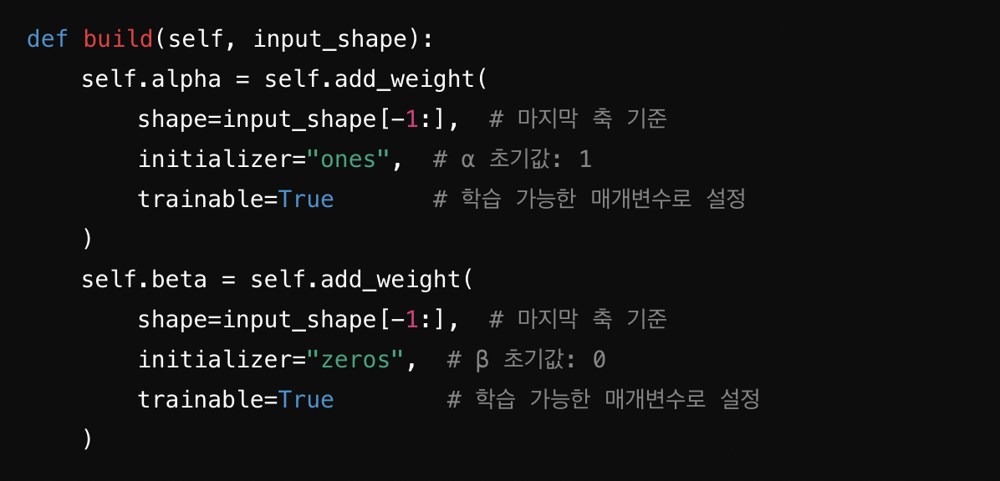 def build(self, input_shape):
    self.alpha = self.add_weight(
        shape=input_shape[-1:],  # 마지막 축 기준
        initializer="ones",  # α 초기값: 1
        trainable=True       # 학습 가능한 매개변수로 설정
    )
    self.beta = self.add_weight(
        shape=input_shape[-1:],  # 마지막 축 기준
        initializer="zeros",  # β 초기값: 0
        trainable=True        # 학습 가능한 매개변수로 설정
    )